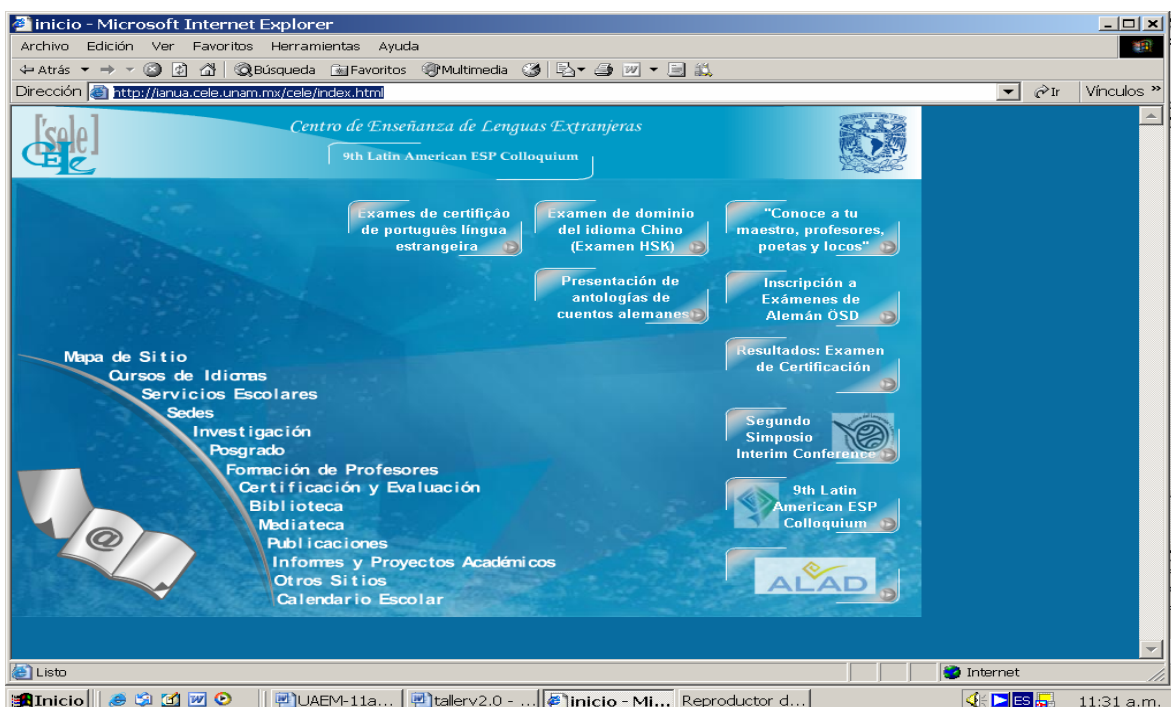 inicio - Microsoft Internet Explorer
Archivo Edición Ver Favoritos Herramientas Ayuda
Atrás Búsqueda Favoritos Multimedia
Dirección http://ianua.cele.unam.mx/cele/index.html Ir Vínculos »
['sele]
CELe
Centro de Enseñanza de Lenguas Extranjeras
9th Latin American ESP Colloquium
Exames de certifição
de português língua
estrangeira
Examen de dominio
del idioma Chino
(Examen HSK)
"Conoce a tu
maestro, profesores,
poetas y locos"
Presentación de
antologías de
cuentos alemanes
Inscripción a
Exámenes de
Alemán ÖSD
Resultados: Examen
de Certificación
Segundo
Simposio
Interim Conference
9th Latin
American ESP
Colloquium
ALAD
Mapa de Sitio
Cursos de Idiomas
Servicios Escolares
Sedes
Investigación
Posgrado
Formación de Profesores
Certificación y Evaluación
Biblioteca
Mediateca
Publicaciones
Informes y Proyectos Académicos
Otros Sitios
Calendario Escolar
@
Listo Internet
Inicio UAEM-11a... tallerv2.0 - ... inicio - Mi... Reproductor d... ES 11:31 a.m.